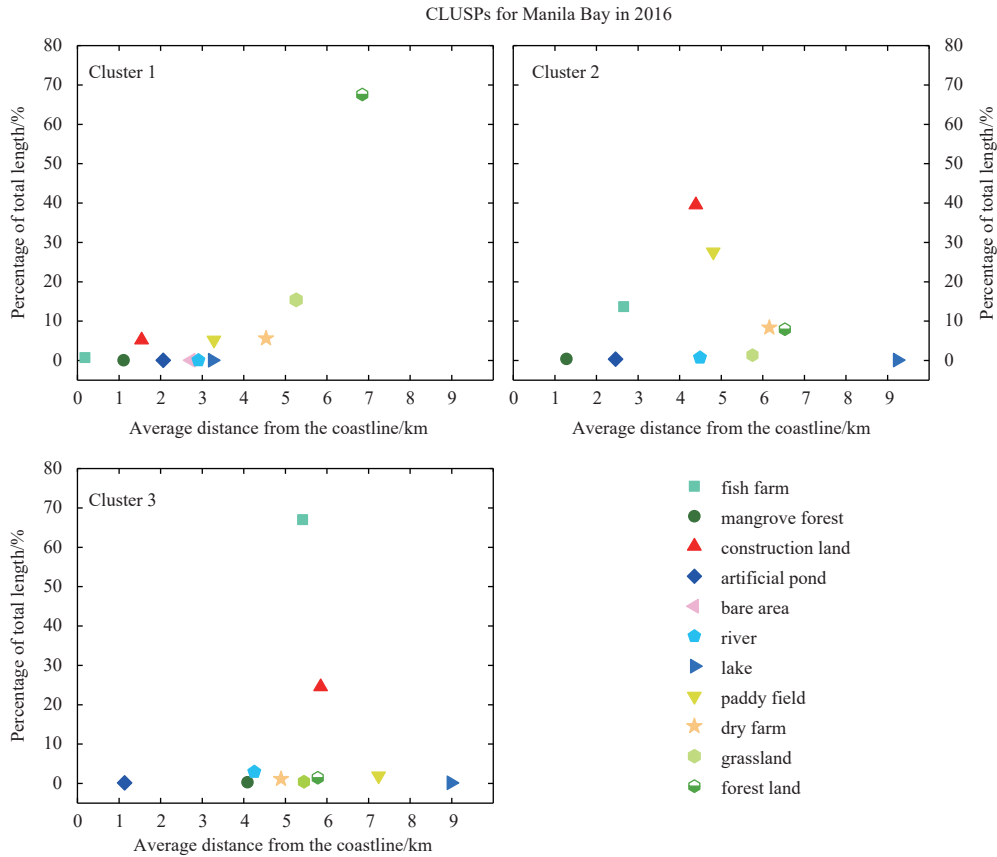 CLUSPs for Manila Bay in 2016
Percentage of total length/%
80
70
60
50
40
30
20
10
0
Cluster 1
0 1 2 3 4 5 6 7 8 9
Average distance from the coastline/km
Cluster 2
80
70
60
50
40
30
20
10
0
Percentage of total length/%
0 1 2 3 4 5 6 7 8 9
Average distance from the coastline/km
Percentage of total length/%
80
70
60
50
40
30
20
10
0
Cluster 3
0 1 2 3 4 5 6 7 8 9
Average distance from the coastline/km
fish farm
mangrove forest
construction land
artificial pond
bare area
river
lake
paddy field
dry farm
grassland
forest land